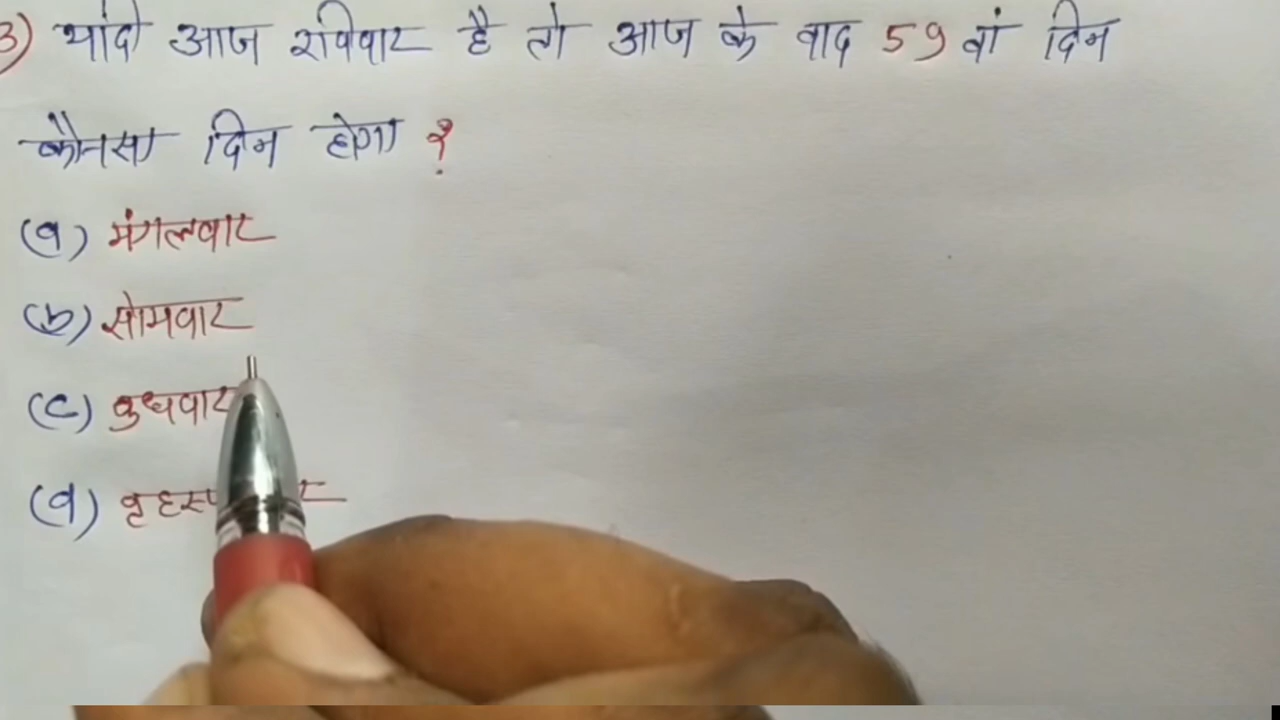 3) यदि आज रविवार है तो आज के बाद 59 वां दिन
कौनसा दिन होगा ?
(a) मंगलवार
(b) सोमवार
(c) बुधवार
(d)